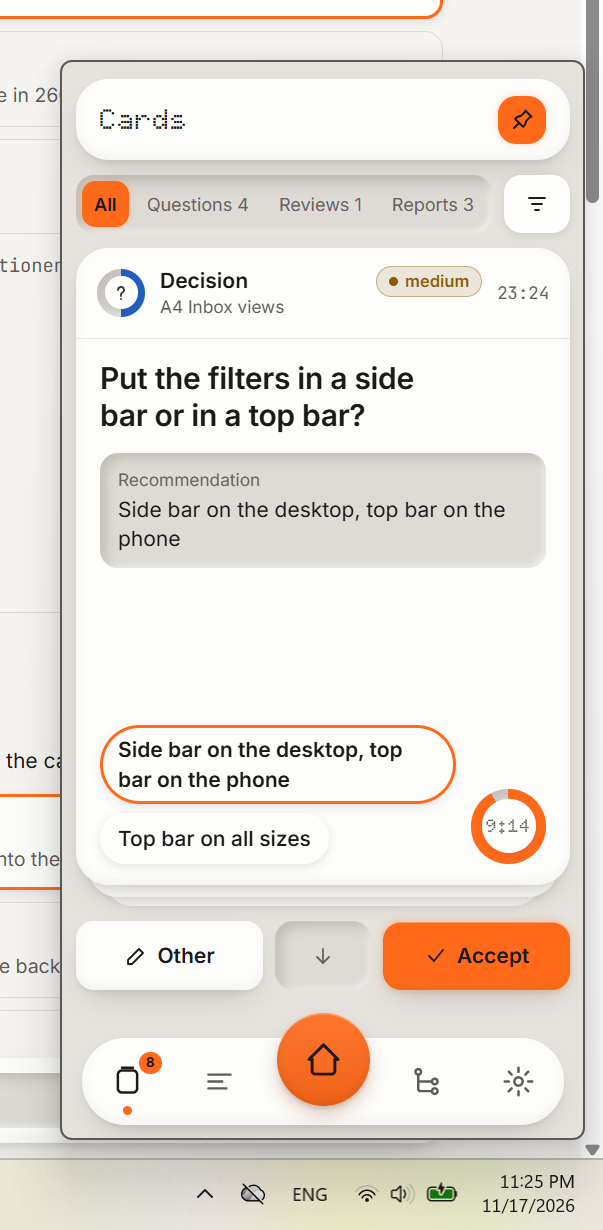 e in 26
Cards
All Questions 4 Reviews 1 Reports 3
tioner
? Decision medium 23:24
A4 Inbox views
Put the filters in a side
bar or in a top bar?
Recommendation
Side bar on the desktop, top bar on the
phone
the ca
Side bar on the desktop, top
bar on the phone
Top bar on all sizes
9:14
nto the
Other Accept
e back
8
ENG
11:25 PM
11/17/2026